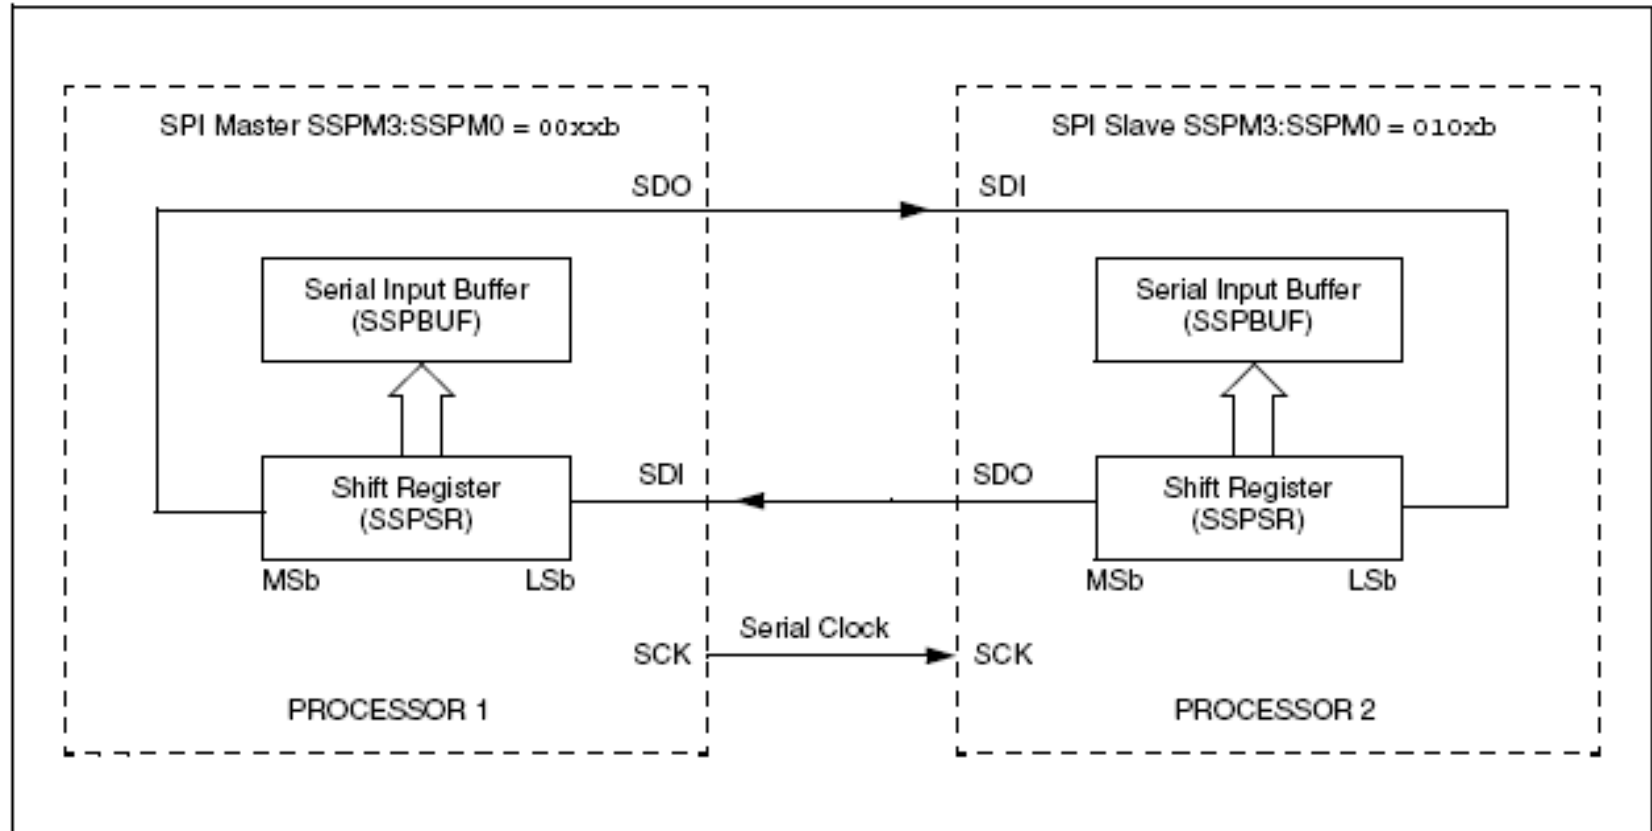 SPI Master SSPM3:SSPM0 = 00xxb
SDO
Serial Input Buffer
(SSPBUF)
SDI
Shift Register
(SSPSR)
MSb
LSb
SCK
PROCESSOR 1
Serial Clock
SPI Slave SSPM3:SSPM0 = 010xb
SDI
Serial Input Buffer
(SSPBUF)
SDO
Shift Register
(SSPSR)
MSb
LSb
SCK
PROCESSOR 2